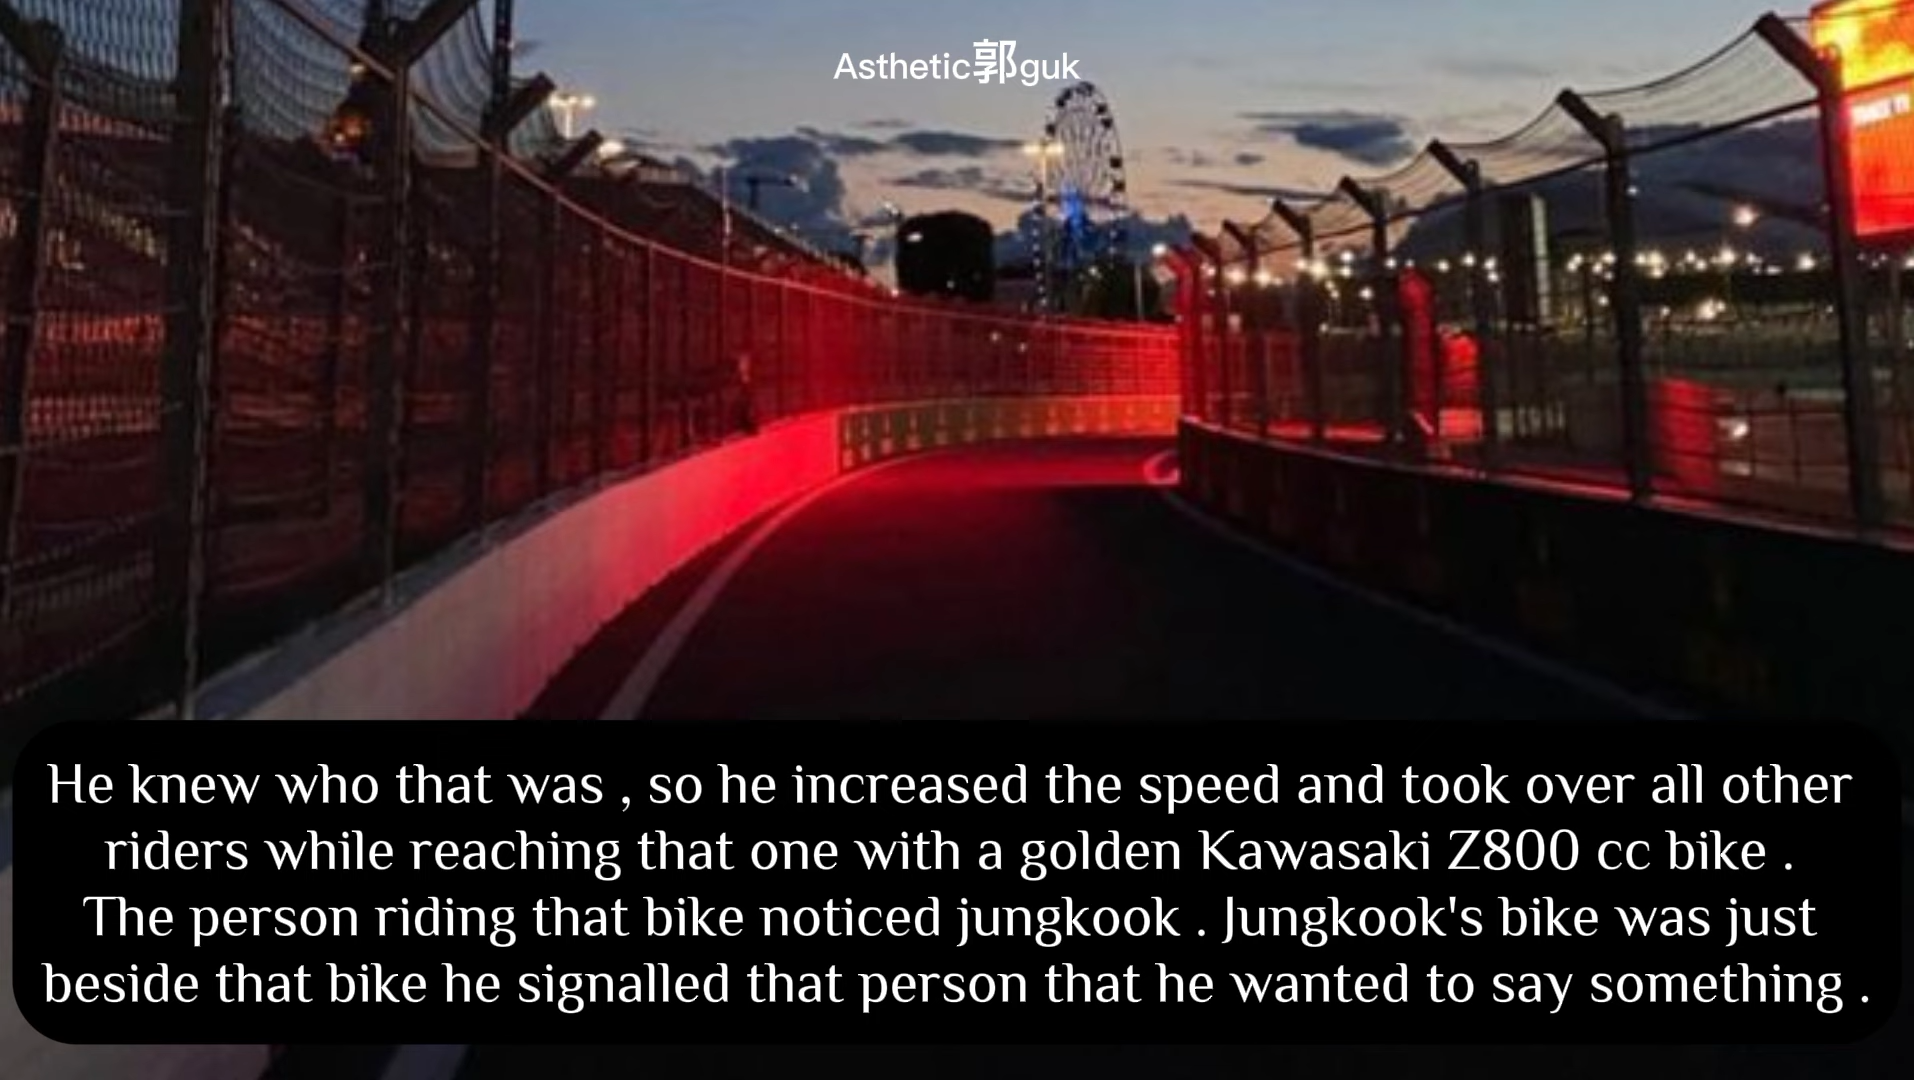 Asthetic郭guk
He knew who that was , so he increased the speed and took over all other
riders while reaching that one with a golden Kawasaki Z800 cc bike .
The person riding that bike noticed jungkook . Jungkook's bike was just
beside that bike he signalled that person that he wanted to say something .